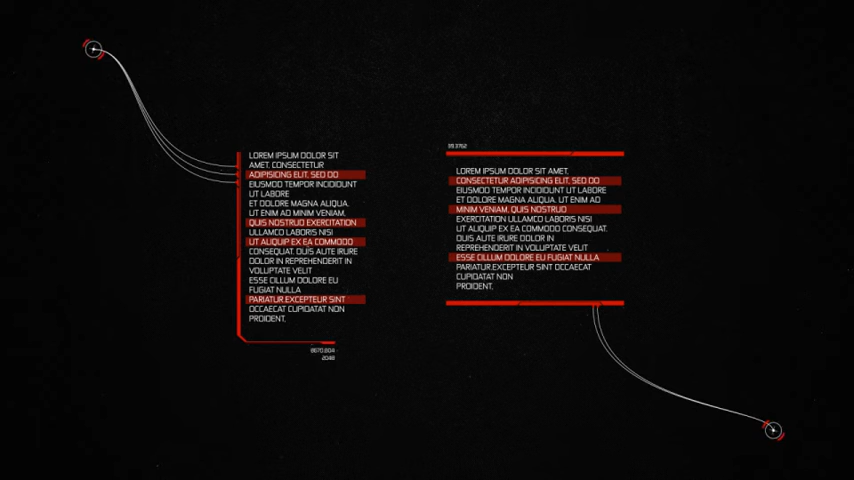 LOREM IPSUM DOLOR SIT
AMET, CONSECTETUR
ADIPISICING ELIT, SED DO
EIUSMOD TEMPOR INCIDIDUNT
UT LABORE
ET DOLORE MAGNA ALIQUA.
UT ENIM AD MINIM VENIAM,
QUIS NOSTRUD EXERCITATION
ULLAMCO LABORIS NISI
UT ALIQUIP EX EA COMMODO
CONSEQUAT. DUIS AUTE IRURE
DOLOR IN REPREHENDERIT IN
VOLUPTATE VELIT
ESSE CILLUM DOLORE EU
FUGIAT NULLA
PARIATUR.EXCEPTEUR SINT
OCCAECAT CUPIDATAT NON
PROIDENT,
8670.004
2048
39.3762
LOREM IPSUM DOLOR SIT AMET,
CONSECTETUR ADIPISICING ELIT, SED DO
EIUSMOD TEMPOR INCIDIDUNT UT LABORE
ET DOLORE MAGNA ALIQUA. UT ENIM AD
MINIM VENIAM, QUIS NOSTRUD
EXERCITATION ULLAMCO LABORIS NISI
UT ALIQUIP EX EA COMMODO CONSEQUAT.
DUIS AUTE IRURE DOLOR IN
REPREHENDERIT IN VOLUPTATE VELIT
ESSE CILLUM DOLORE EU FUGIAT NULLA
PARIATUR.EXCEPTEUR SINT OCCAECAT
CUPIDATAT NON
PROIDENT,